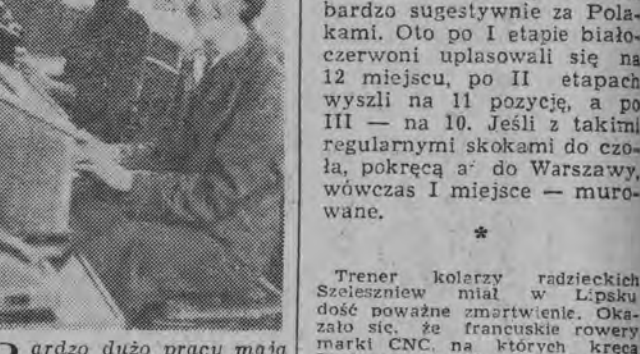 bardzo sugestywnie za Pola-
kami. Oto po I etapie biało-
czerwoni uplasowali się na
12 miejscu, po II etapach
wyszli na 11 pozycję, a po
III — na 10. Jeśli z takimi
regularnymi skokami do czo-
ła, pokręcą a do Warszawy,
wówczas I miejsce — muro-
wane.
*
Trener kolarzy radzieckich
Szeleszniew miał w Lipsku
dość poważne zmartwienie. Oka-
zało się, że francuskie rowery
marki CNC, na których kręcą
ardzo dużo pracy mają